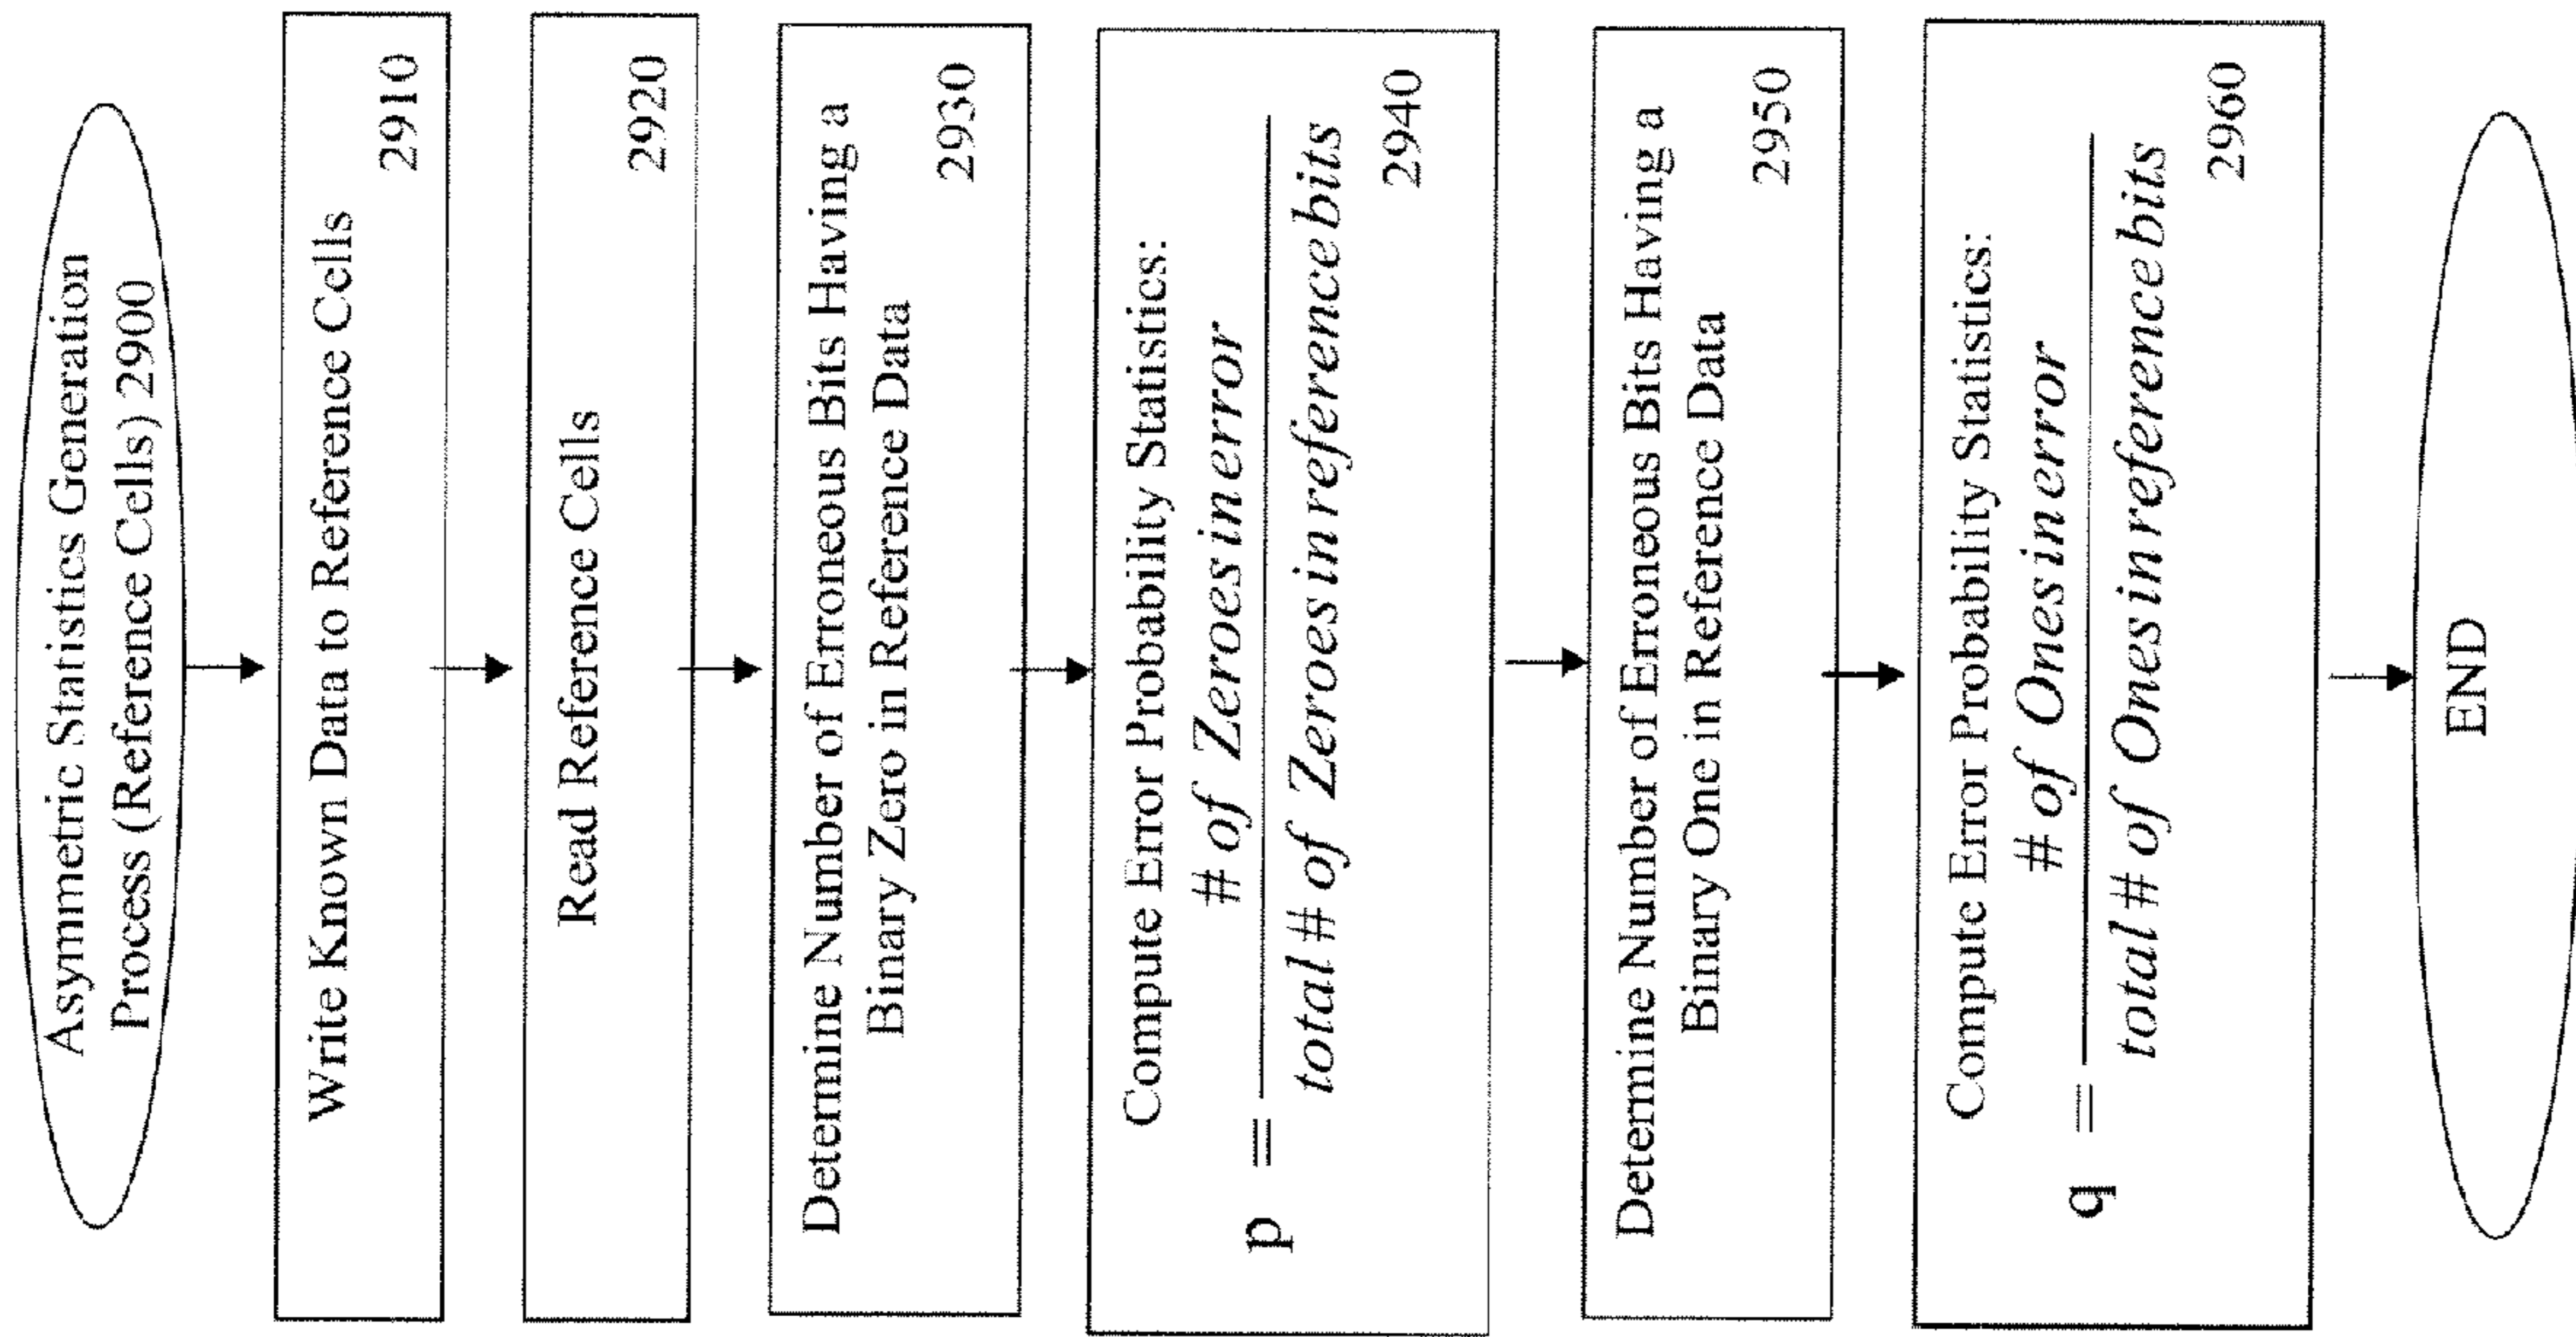 Asymmetric Statistics Generation
Process (Reference Cells) 2900
Write Known Data to Reference Cells
2910
Read Reference Cells
2920
Determine Number of Erroneous Bits Having a
Binary Zero in Reference Data
2930
Compute Error Probability Statistics:
# of Zeroes in error
p =
total # of Zeroes in reference bits
2940
Determine Number of Erroneous Bits Having a
Binary One in Reference Data
2950
Compute Error Probability Statistics:
# of Ones in error
q =
total # of Ones in reference bits
2960
END